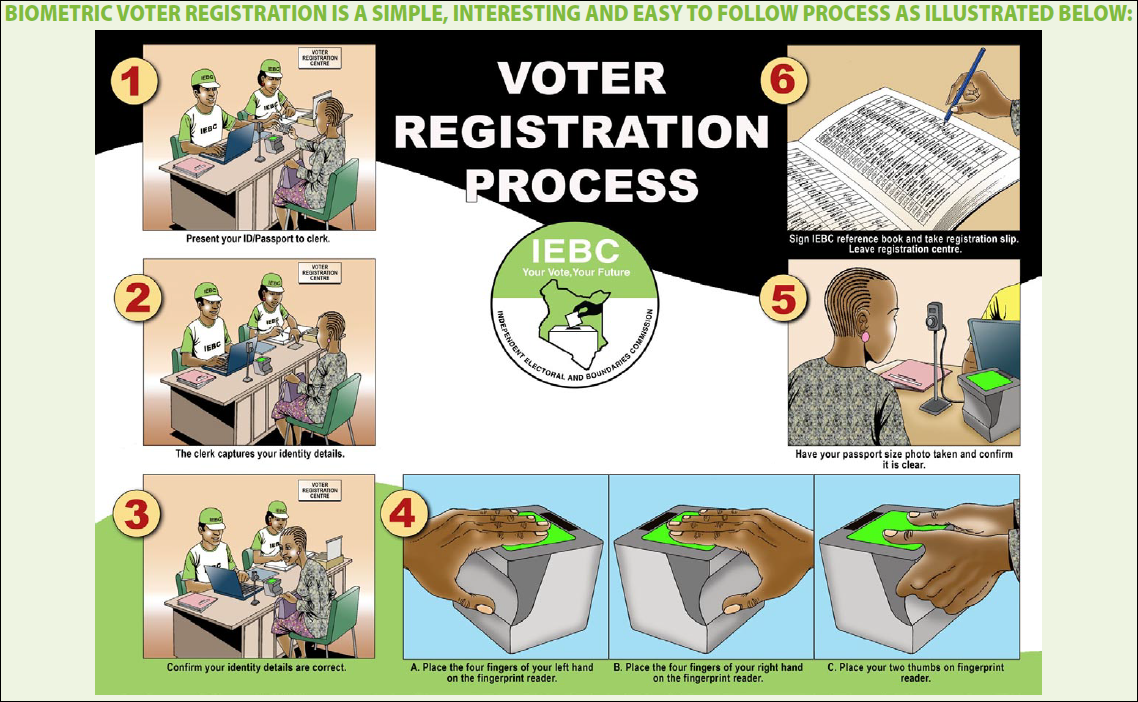 BIOMETRIC VOTER REGISTRATION IS A SIMPLE, INTERESTING AND EASY TO FOLLOW PROCESS AS ILLUSTRATED BELOW:
VOTER
REGISTRATION
PROCESS
IEBC
Your Vote, Your Future
INDEPENDENT ELECTORAL AND BOUNDARIES COMMISSION
1
VOTER
REGISTRATION
CENTRE
IEBC
IEBC
Present your ID/Passport to clerk.
2
VOTER
REGISTRATION
CENTRE
IEBC
IEBC
The clerk captures your identity details.
3
VOTER
REGISTRATION
CENTRE
IEBC
Confirm your identity details are correct.
4
A. Place the four fingers of your left hand
on the fingerprint reader.
B. Place the four fingers of your right hand
on the fingerprint reader.
C. Place your two thumbs on fingerprint
reader.
5
Have your passport size photo taken and confirm
it is clear.
6
Sign IEBC reference book and take registration slip.
Leave registration centre.